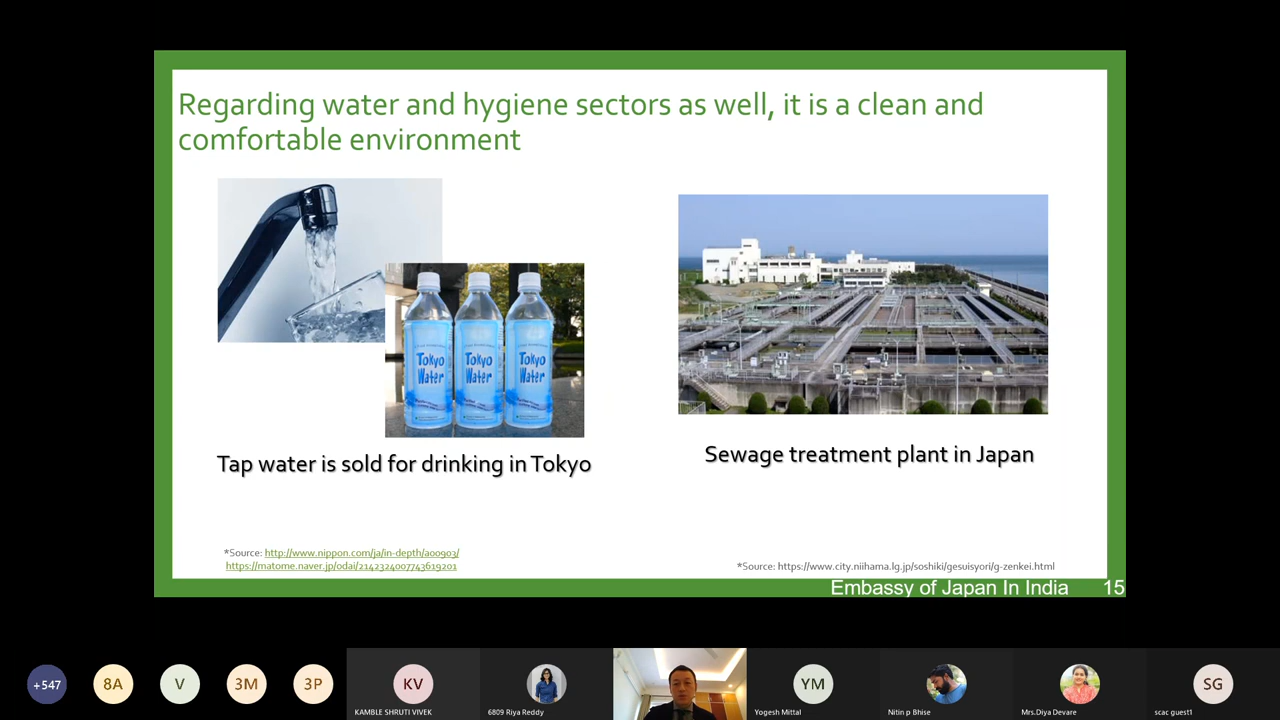 Regarding water and hygiene sectors as well, it is a clean and
comfortable environment
Tokyo
Water
Tokyo
Water
Tokyo
Water
Tap water is sold for drinking in Tokyo
Sewage treatment plant in Japan
*Source: http://www.nippon.com/ja/in-depth/a00903/
https://matome.naver.jp/odai/2142324007743619201
*Source: https://www.city.niihama.lg.jp/soshiki/gesuisyori/g-zenkei.html
Embassy of Japan In India 15
+547
8A
V
3M
3P
KV
YM
SG
KAMBLE SHRUTI VIVEK
6809 Riya Reddy
Yogesh Mittal
Nitin p Bhise
Mrs.Diya Devare
scac guest1